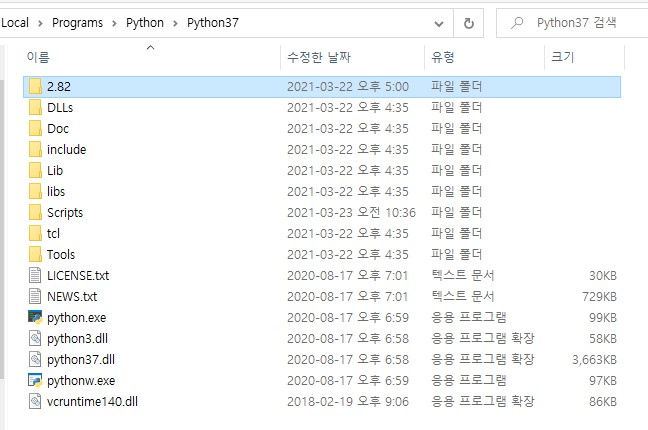 Local > Programs > Python > Python37 Python37 검색
이름 수정한 날짜 유형 크기
2.82 2021-03-22 오후 5:00 파일 폴더
DLLs 2021-03-22 오후 4:35 파일 폴더
Doc 2021-03-22 오후 4:35 파일 폴더
include 2021-03-22 오후 4:35 파일 폴더
Lib 2021-03-22 오후 4:35 파일 폴더
libs 2021-03-22 오후 4:35 파일 폴더
Scripts 2021-03-23 오전 10:36 파일 폴더
tcl 2021-03-22 오후 4:35 파일 폴더
Tools 2021-03-22 오후 4:35 파일 폴더
LICENSE.txt 2020-08-17 오후 7:01 텍스트 문서 30KB
NEWS.txt 2020-08-17 오후 7:01 텍스트 문서 729KB
python.exe 2020-08-17 오후 6:59 응용 프로그램 99KB
python3.dll 2020-08-17 오후 6:58 응용 프로그램 확장 58KB
python37.dll 2020-08-17 오후 6:58 응용 프로그램 확장 3,663KB
pythonw.exe 2020-08-17 오후 6:59 응용 프로그램 97KB
vcruntime140.dll 2018-02-19 오후 9:06 응용 프로그램 확장 86KB